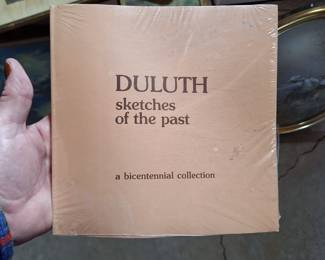 DULUTH
sketches
of the past
a bicentennial collection